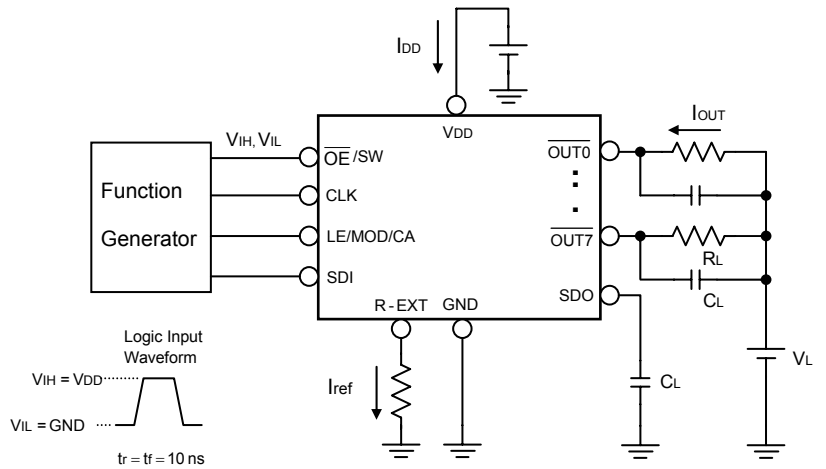 IDD
VDD
IOUT
VIH, VIL
Function
Generator
OE/SW
CLK
LE/MOD/CA
SDI
OUT0
OUT7
SDO
R-EXT
GND
RL
CL
VL
CL
Iref
Logic Input
Waveform
VIH = VDD
VIL = GND
tr = tf = 10 ns